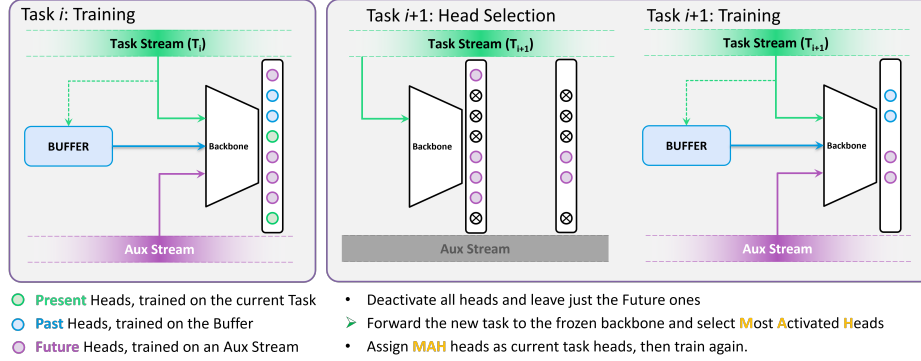 Task i: Training
Task Stream (Ti)
BUFFER
Backbone
Aux Stream
Task i+1: Head Selection
Task Stream (Ti+1)
Backbone
Aux Stream
Task i+1: Training
Task Stream (Ti+1)
BUFFER
Backbone
Aux Stream
Present Heads, trained on the current Task
Past Heads, trained on the Buffer
Future Heads, trained on an Aux Stream
• Deactivate all heads and leave just the Future ones
➢ Forward the new task to the frozen backbone and select Most Activated Heads
• Assign MAH heads as current task heads, then train again.